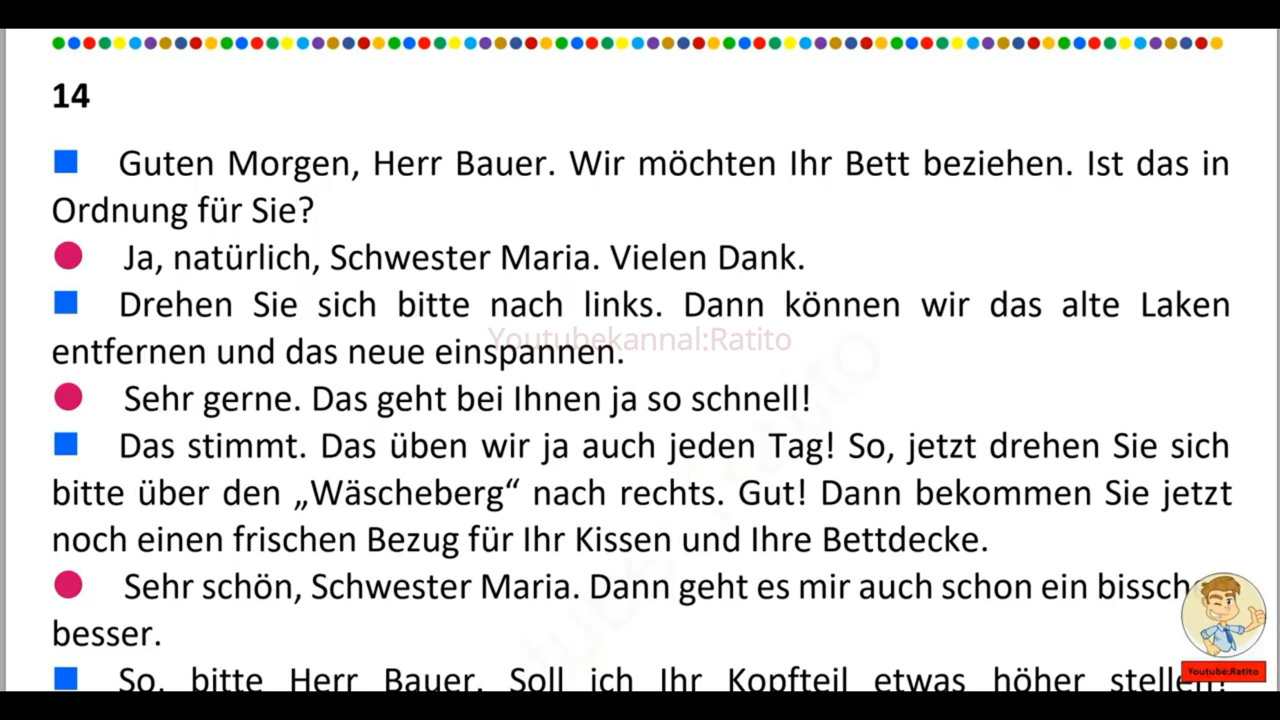 14
Guten Morgen, Herr Bauer. Wir möchten Ihr Bett beziehen. Ist das in
Ordnung für Sie?
Ja, natürlich, Schwester Maria. Vielen Dank.
Drehen Sie sich bitte nach links. Dann können wir das alte Laken
Youtubekannal:Ratito
entfernen und das neue einspannen.
Sehr gerne. Das geht bei Ihnen ja so schnell!
Das stimmt. Das üben wir ja auch jeden Tag! So, jetzt drehen Sie sich
bitte über den „Wäscheberg“ nach rechts. Gut! Dann bekommen Sie jetzt
noch einen frischen Bezug für Ihr Kissen und Ihre Bettdecke.
Sehr schön, Schwester Maria. Dann geht es mir auch schon ein
besser.
So, bitte Herr Bauer. Soll ich Ihr Kopfteil etwas höher
Youtube:Ratito